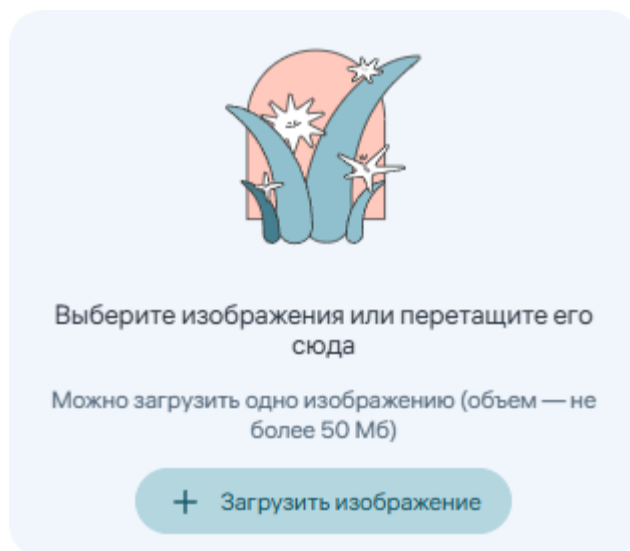 Выберите изображения или перетащите его
сюда
Можно загрузить одно изображению (объем — не
более 50 Мб)
Загрузить изображение